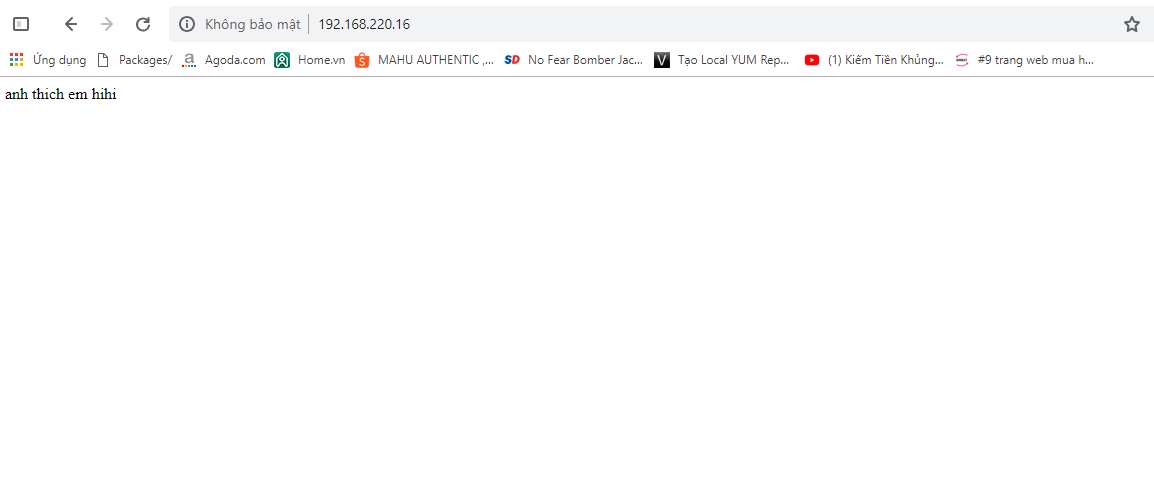 Không bảo mật 192.168.220.16
Ứng dụng Packages/ Agoda.com Home.vn MAHU AUTHENTIC ,... No Fear Bomber Jac... Tạo Local YUM Rep... (1) Kiếm Tiền Khủng... #9 trang web mua h...
anh thich em hihi